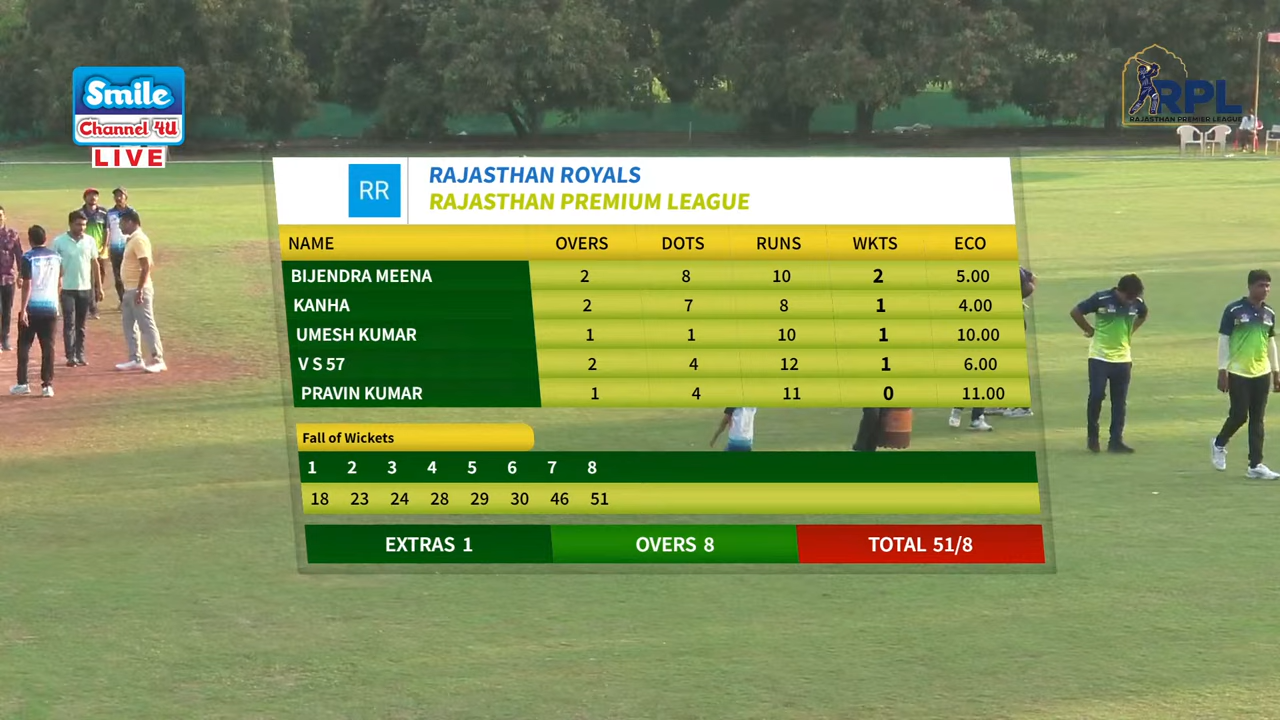 Smile
Channel 4U
LIVE
RPL
RAJASTHAN PREMIER LEAGUE
RR
RAJASTHAN ROYALS
RAJASTHAN PREMIUM LEAGUE
NAME OVERS DOTS RUNS WKTS ECO
BIJENDRA MEENA 2 8 10 2 5.00
KANHA 2 7 8 1 4.00
UMESH KUMAR 1 1 10 1 10.00
V S 57 2 4 12 1 6.00
PRAVIN KUMAR 1 4 11 0 11.00
Fall of Wickets
1 2 3 4 5 6 7 8
18 23 24 28 29 30 46 51
EXTRAS 1 OVERS 8 TOTAL 51/8